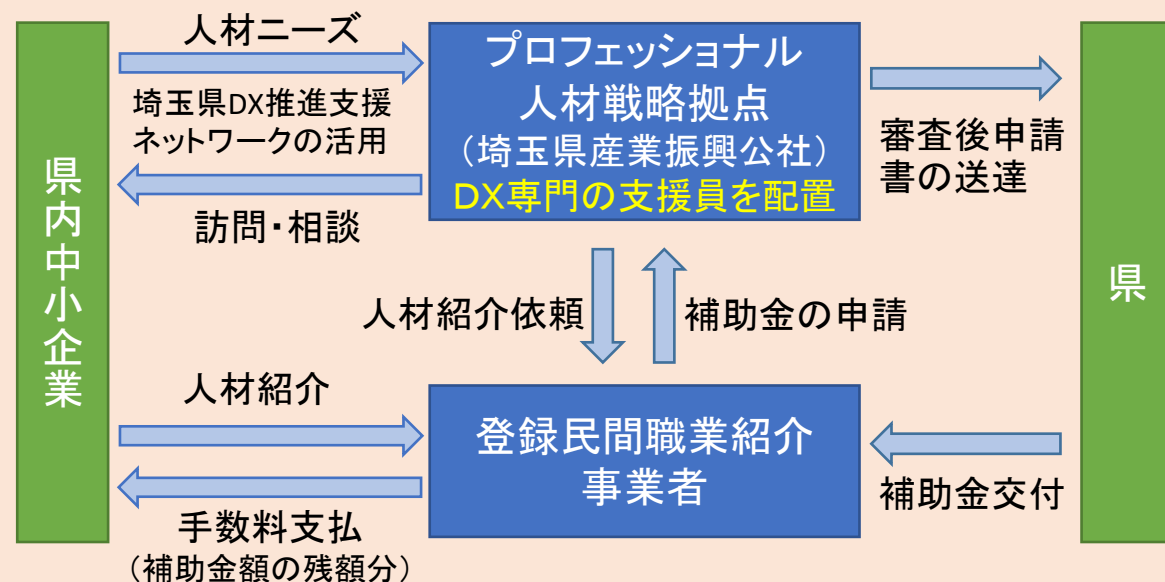 県内中小企業
人材ニーズ
埼玉県DX推進支援
ネットワークの活用
訪問・相談
プロフェッショナル
人材戦略拠点
（埼玉県産業振興公社）
DX専門の支援員を配置
審査後申請
書の送達
県
人材紹介依頼
補助金の申請
人材紹介
手数料支払
（補助金額の残額分）
登録民間職業紹介
事業者
補助金交付